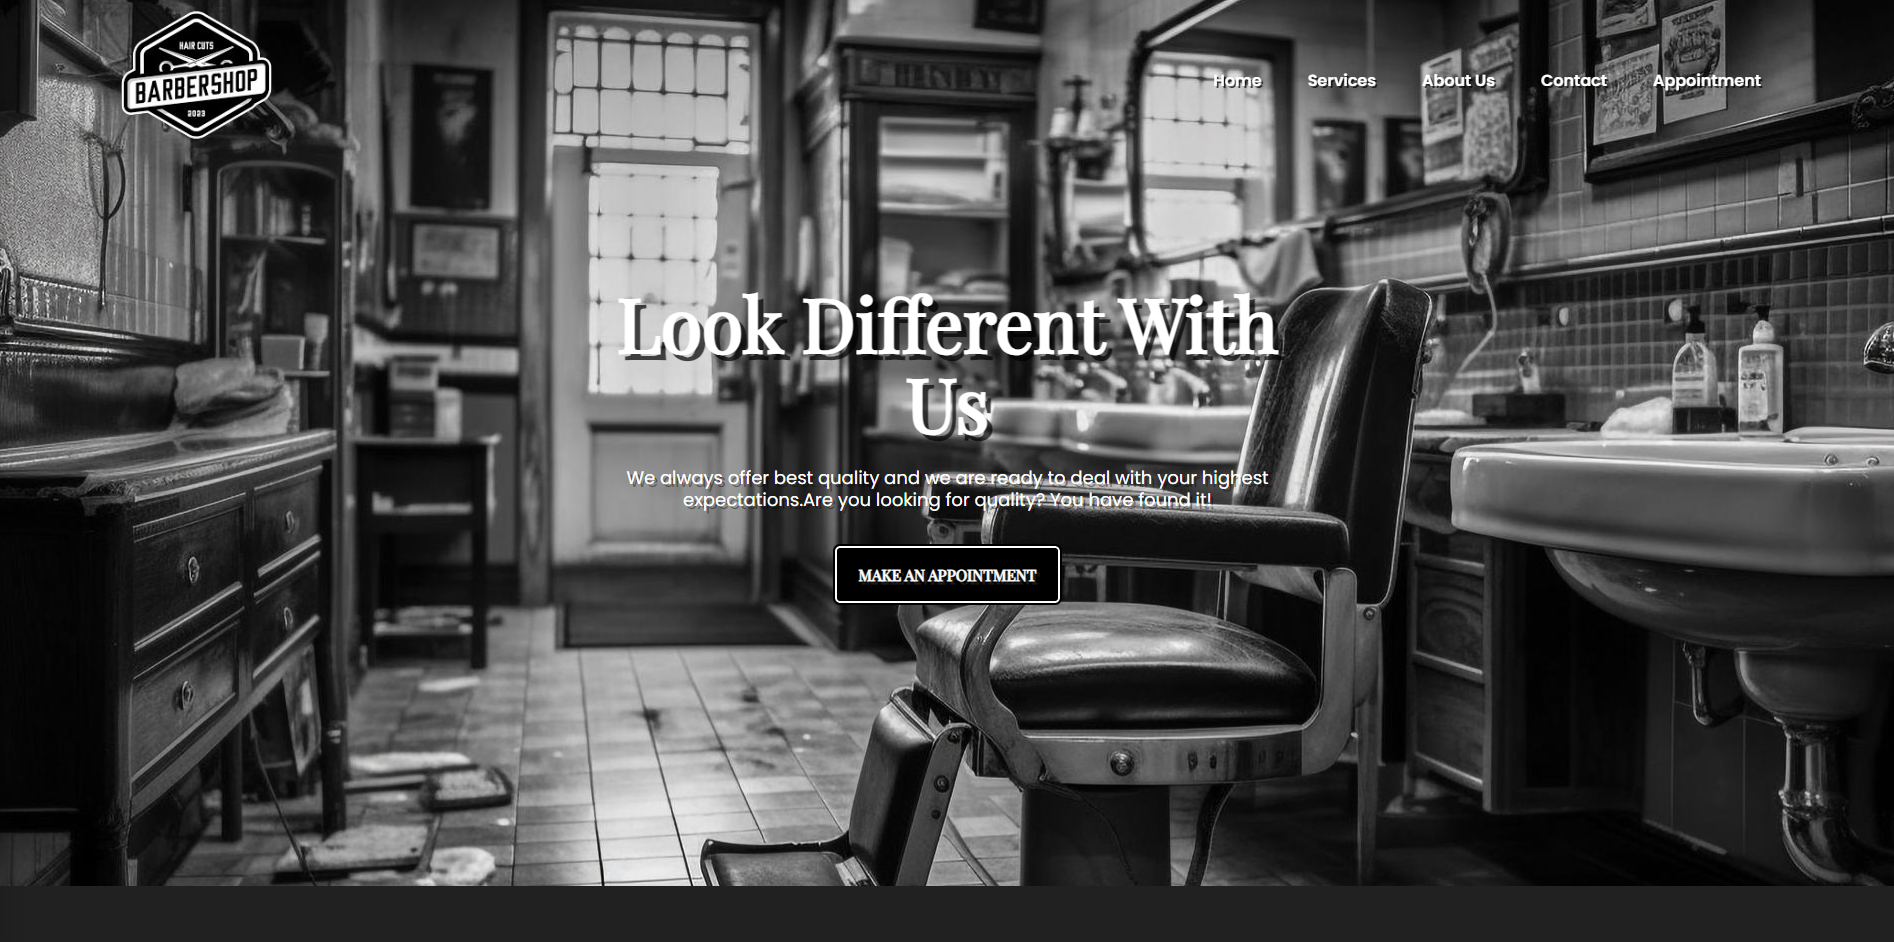 HAIR CUTS
BARBERSHOP
2023
Home Services About Us Contact Appointment
Look Different With
Us
We always offer best quality and we are ready to deal with your highest
expectations.Are you looking for quality? You have found it!
MAKE AN APPOINTMENT